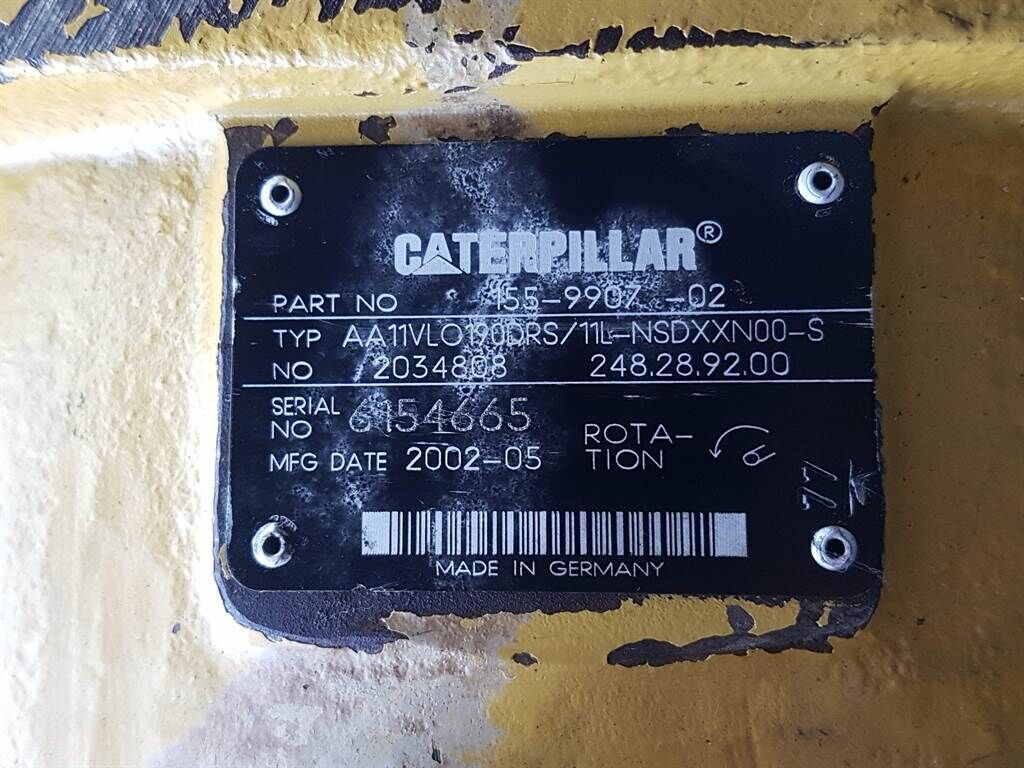 CATERPILLAR®
PART NO 155-9907 -02
TYP AA11VLO190DRS/11L-NSDXXN00-S
NO 2034808 248.28.92.00
SERIAL NO 6154665
MFG DATE 2002-05
ROTA-
TION
77
MADE IN GERMANY